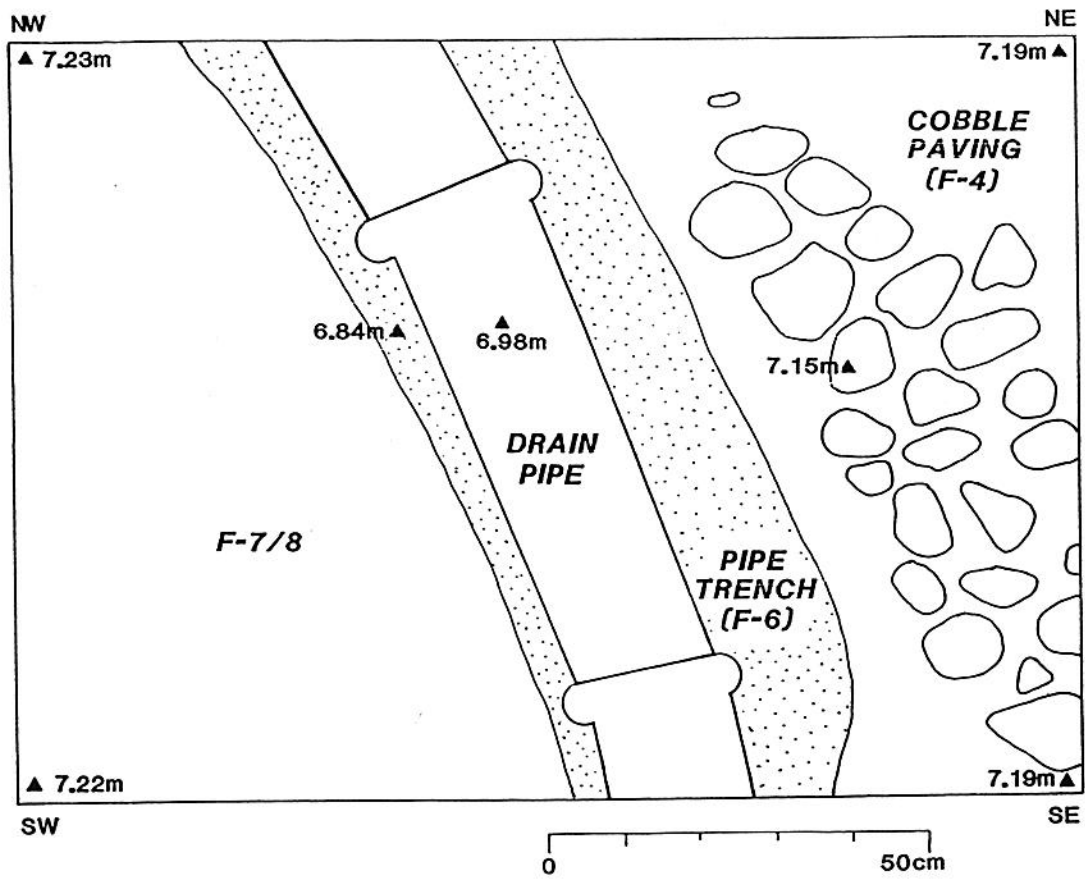 NW
NE
7.23m
7.19m
COBBLE
PAVING
(F-4)
6.84m
6.98m
7.15m
DRAIN
PIPE
F-7/8
PIPE
TRENCH
(F-6)
7.22m
7.19m
SW
SE
0
50cm